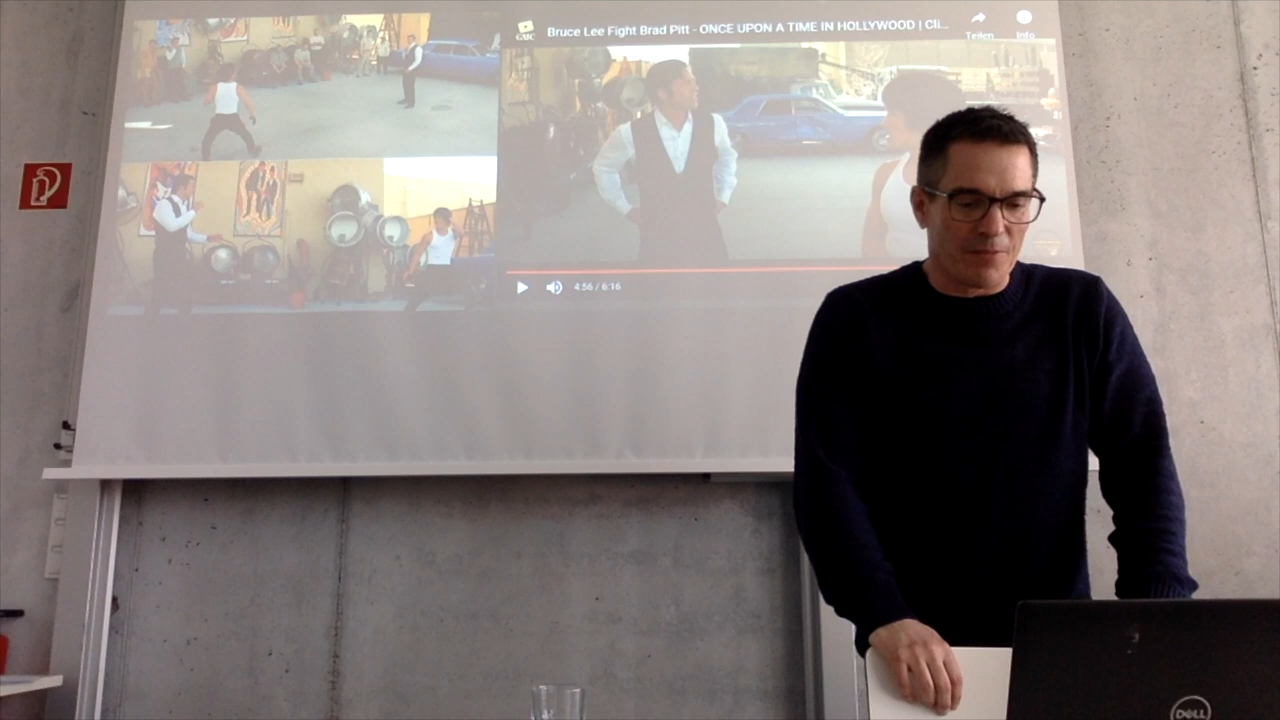 Bruce Lee Fight Brad Pitt - ONCE UPON A TIME IN HOLLYWOOD | Cli...
Teilen
Info
4:56 / 6:16
DELL